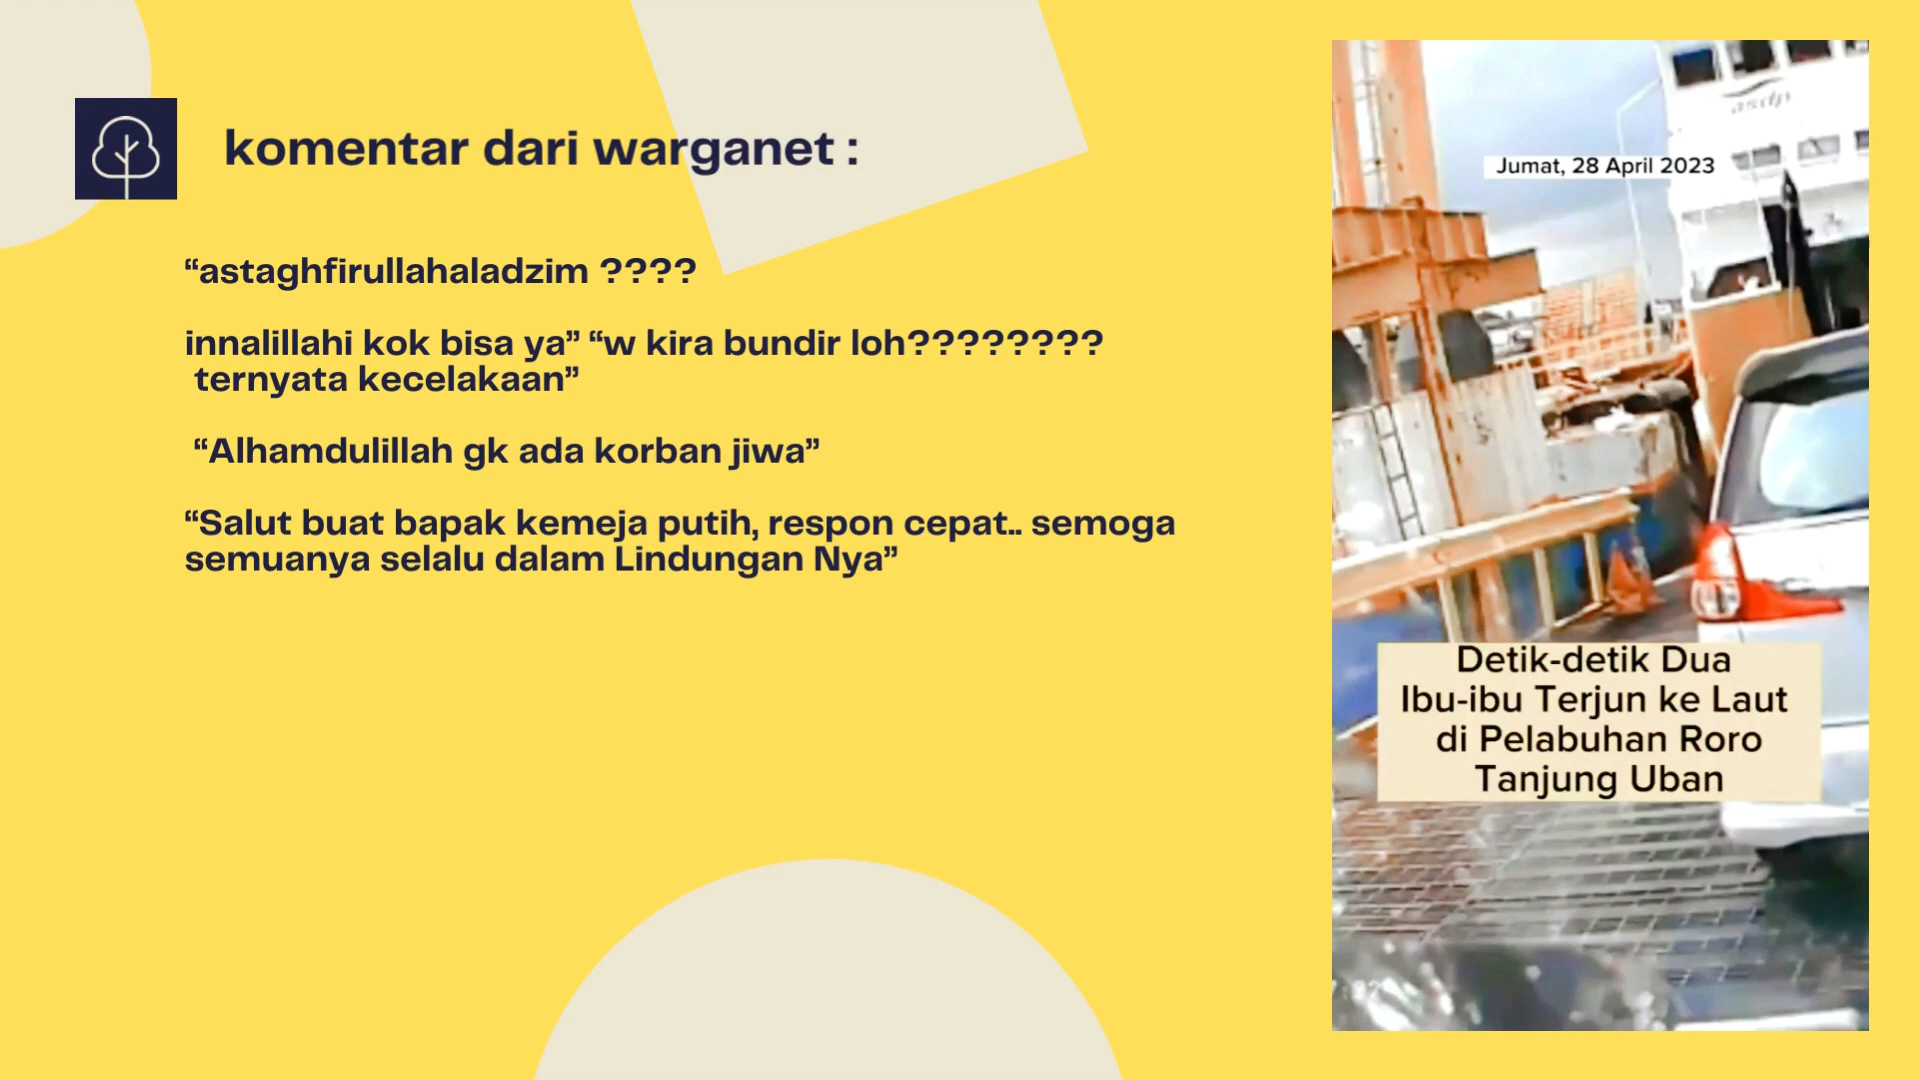 komentar dari warganet :
“astaghfirullahaladzim ????
innalillahi kok bisa ya” “w kira bundir loh????????
ternyata kecelakaan”
“Alhamdulillah gk ada korban jiwa”
“Salut buat bapak kemeja putih, respon cepat.. semoga
semuanya selalu dalam Lindungan Nya”
asdp
Jumat, 28 April 2023
Detik-detik Dua
Ibu-ibu Terjun ke Laut
di Pelabuhan Roro
Tanjung Uban